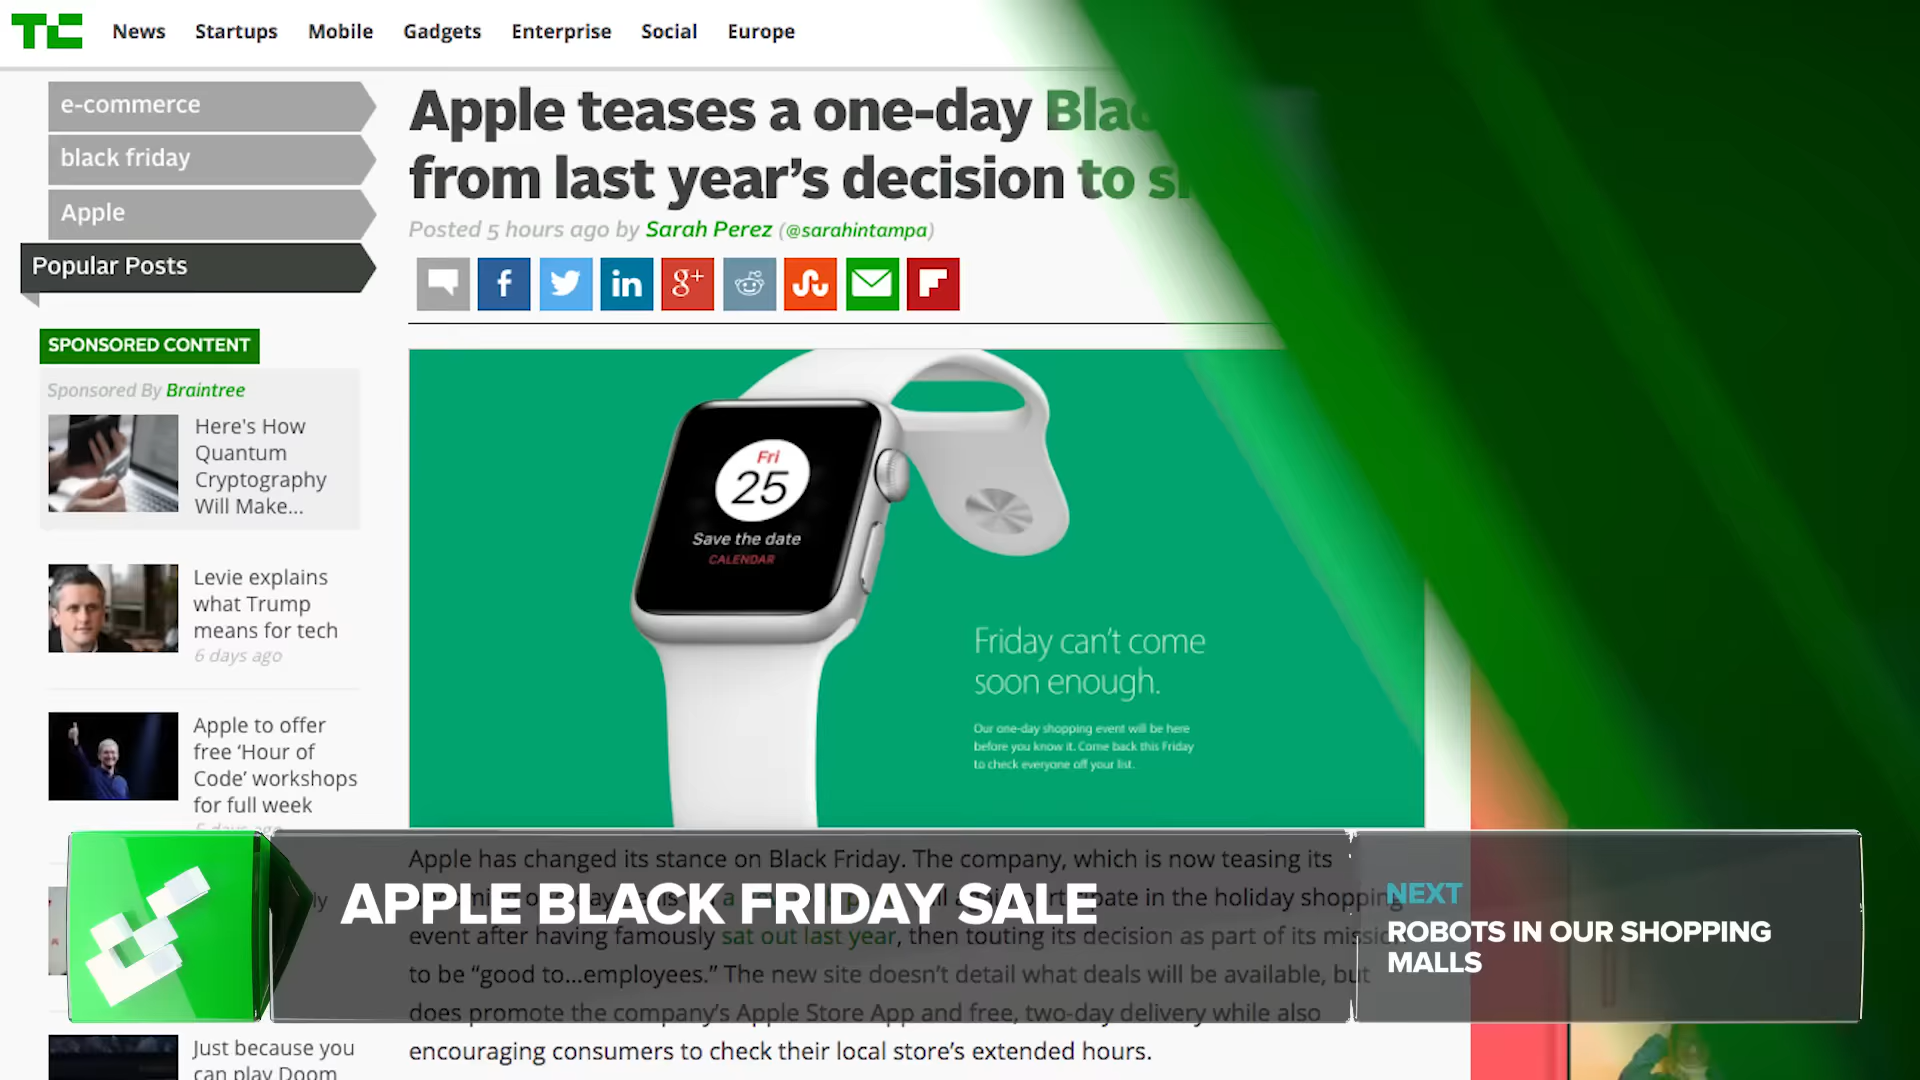 TC
News Startups Mobile Gadgets Enterprise Social Europe
e-commerce
black friday
Apple
Popular Posts
SPONSORED CONTENT
Sponsored By Braintree
Here's How
Quantum
Cryptography
Will Make...
Levie explains
what Trump
means for tech
6 days ago
Apple to offer
free ‘Hour of
Code’ workshops
for full week
5 days ago
Just because you
can play Doom
Apple teases a one-day
from last year’s decision to
Posted 5 hours ago by Sarah Perez (@sarahintampa)
Fri
25
Save the date
CALENDAR
Friday can’t come
soon enough.
Our one-day shopping event will be here
before you know it. Come back this Friday
to check everyone off your list.
Apple has changed its stance on Black Friday. The company, which is now teasing its
in the holiday shopping
event after having famously sat out last year, then touting its decision as part of its
to be “good to...employees.” The new site doesn’t detail what deals will be available, but
does promote the company’s Apple Store App and free, two-day delivery while also
encouraging consumers to check their local store’s extended hours.
APPLE BLACK FRIDAY SALE
NEXT
ROBOTS IN OUR SHOPPING
MALLS